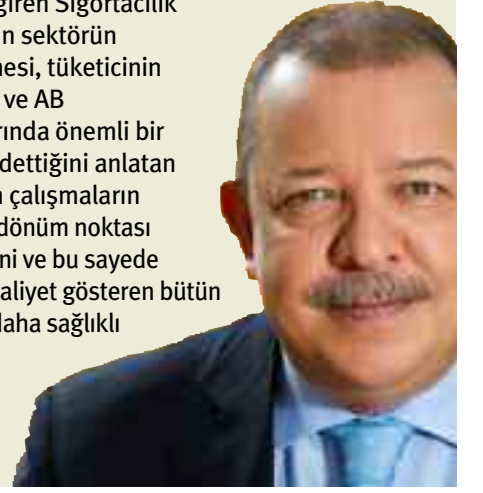 giren Sigortacılık
n sektörün
nesi, tüketicinin
ve AB
rında önemli bir
dettiğini anlatan
n çalışmaların
dönüm noktası
ni ve bu sayede
aliyet gösteren bütün
daha sağlıklı